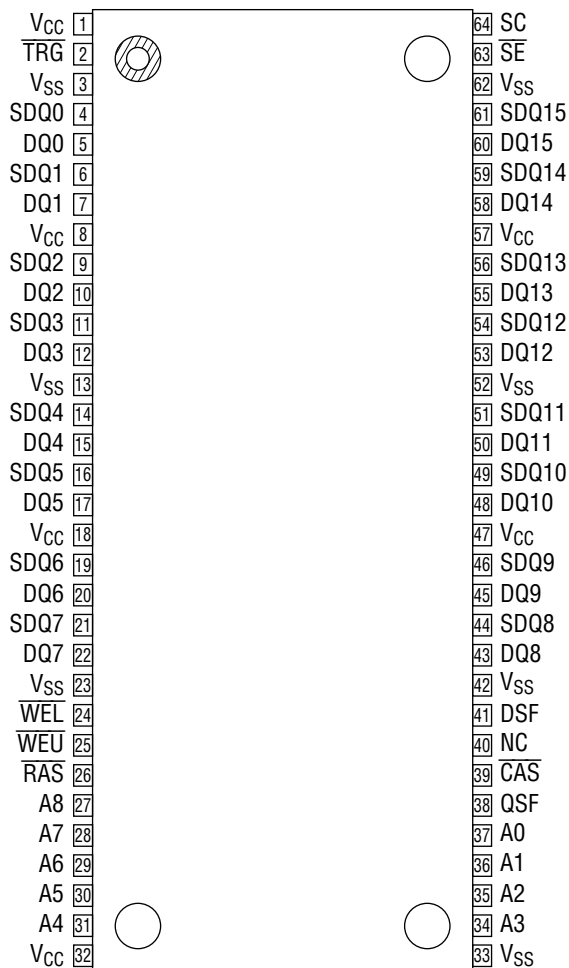 VCC 1 64 SC
TRG 2 63 SE
VSS 3 62 VSS
SDQ0 4 61 SDQ15
DQ0 5 60 DQ15
SDQ1 6 59 SDQ14
DQ1 7 58 DQ14
VCC 8 57 VCC
SDQ2 9 56 SDQ13
DQ2 10 55 DQ13
SDQ3 11 54 SDQ12
DQ3 12 53 DQ12
VSS 13 52 VSS
SDQ4 14 51 SDQ11
DQ4 15 50 DQ11
SDQ5 16 49 SDQ10
DQ5 17 48 DQ10
VCC 18 47 VCC
SDQ6 19 46 SDQ9
DQ6 20 45 DQ9
SDQ7 21 44 SDQ8
DQ7 22 43 DQ8
VSS 23 42 VSS
WEL 24 41 DSF
WEU 25 40 NC
RAS 26 39 CAS
A8 27 38 QSF
A7 28 37 A0
A6 29 36 A1
A5 30 35 A2
A4 31 34 A3
VCC 32 33 VSS